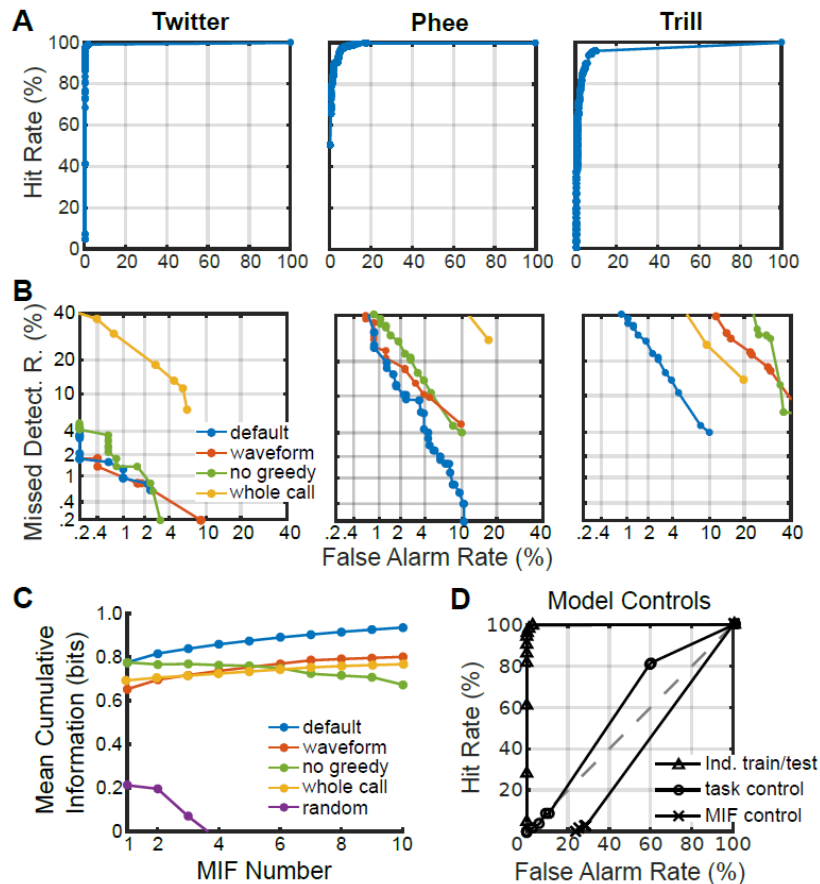 A
Twitter
Phee
Trill
Hit Rate (%)
100
80
60
40
20
0
0 20 40 60 80 100
0 20 40 60 80 100
0 20 40 60 80 100
B
Missed Detect. R. (%)
40
20
10
4
2
1
.4
.2
default
waveform
no greedy
whole call
.2 .4 1 2 4 10 20 40
.2 .4 1 2 4 10 20 40
.2 .4 1 2 4 10 20 40
False Alarm Rate (%)
C
Mean Cumulative
Information (bits)
1.0
0.8
0.6
0.4
0.2
0
default
waveform
no greedy
whole call
random
1 2 4 6 8 10
MIF Number
D
Model Controls
Hit Rate (%)
100
80
60
40
20
Ind. train/test
task control
MIF control
0 20 40 60 80 100
False Alarm Rate (%)